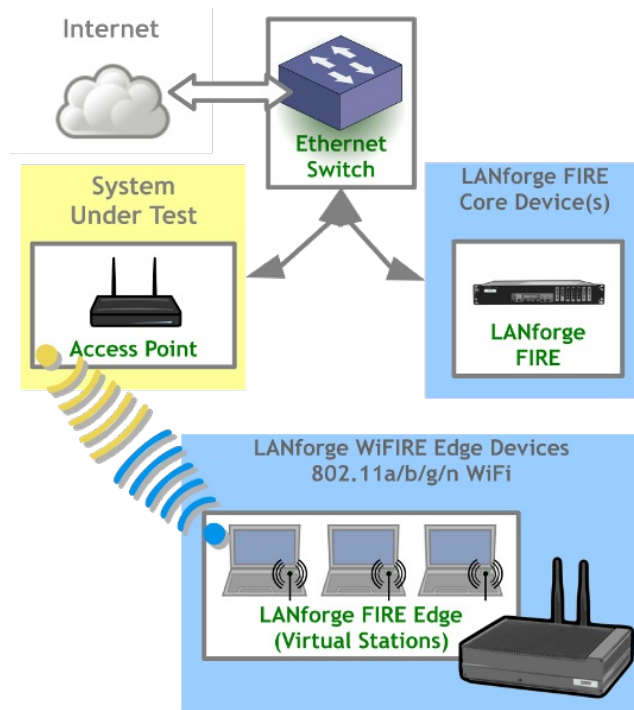 Internet
Ethernet
Switch
System
Under Test
LANforge FIRE
Core Device(s)
Access Point
LANforge
FIRE
LANforge WiFIRE Edge Devices
802.11a/b/g/n WiFi
LANforge FIRE Edge
(Virtual Stations)